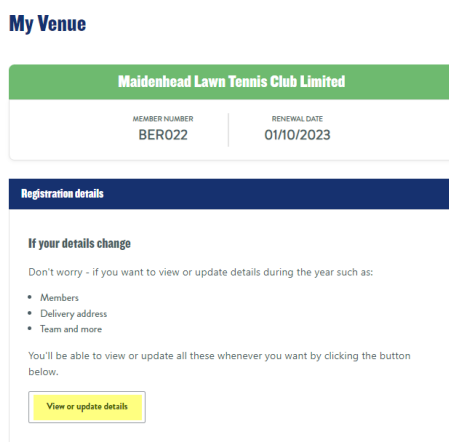 My Venue
Maidenhead Lawn Tennis Club Limited
MEMBER NUMBER
BER022
RENEWAL DATE
01/10/2023
Registration details
If your details change
Don't worry - if you want to view or update details during the year such as:
Members
Delivery address
Team and more
You'll be able to view or update all these whenever you want by clicking the button
below.
View or update details